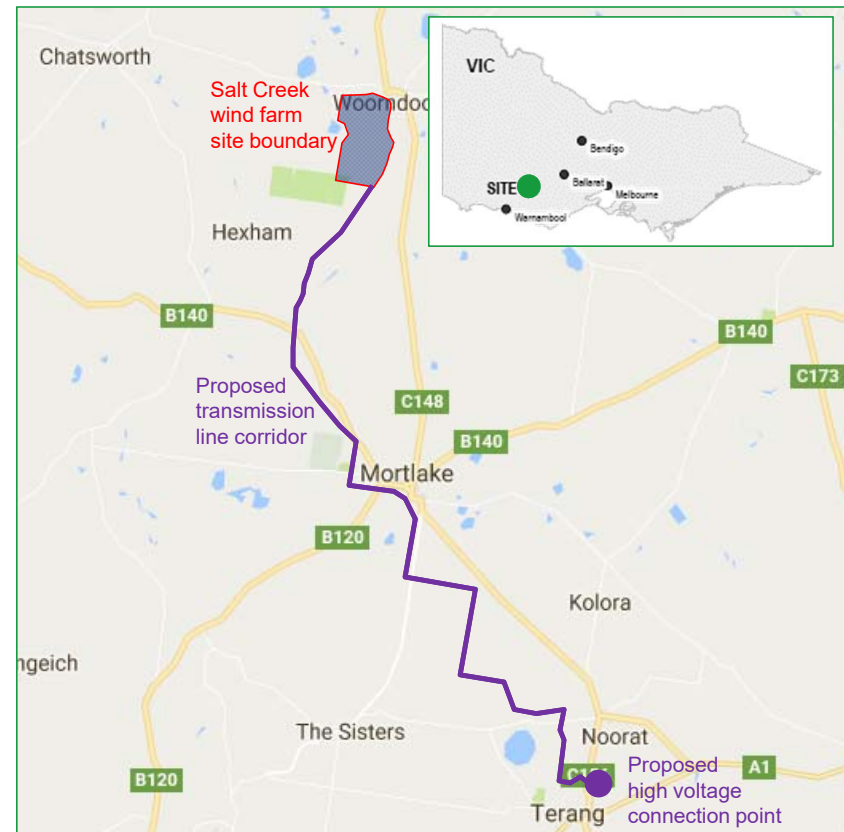 Chatsworth
Salt Creek
wind farm
site boundary
VIC
Bendigo
SITE
Ballarat
Melbourne
Warnambool
Hexham
B140
B140
C173
Proposed
transmission
line corridor
C148
B140
Mortlake
B120
Kolora
ngeich
The Sisters
Noorat
B120
A1
Proposed
high voltage
connection point
Terang